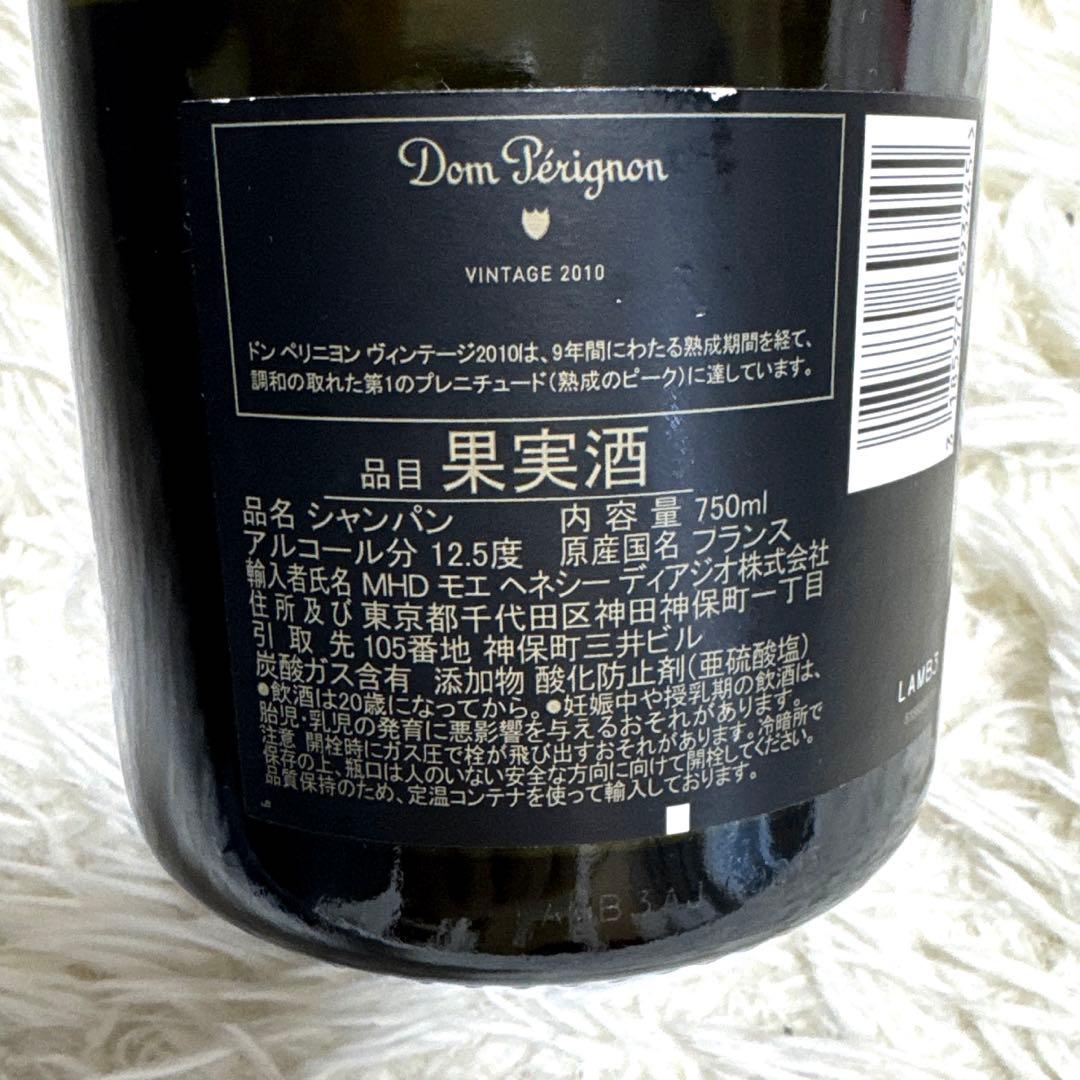 Dom Pérignon
VINTAGE 2010
ドン ペリニヨン ヴィンテージ2010は、9年間にわたる熟成期間を経て、
調和の取れた第1のプレニチュード(熟成のピーク)に達しています。
品目 果実酒
品名 シャンパン 内容量 750ml
アルコール分 12.5度 原産国名 フランス
輸入者氏名 MHD モエ ヘネシー ディアジオ株式会社
住所及び 東京都千代田区神田神保町一丁目
引取先 105番地 神保町三井ビル
炭酸ガス含有 添加物 酸化防止剤(亜硫酸塩)
●飲酒は20歳になってから。●妊娠中や授乳期の飲酒は、
胎児・乳児の発育に悪影響を与えるおそれがあります。
注意 開栓時にガス圧で栓が飛び出すおそれがあります。冷暗所で
保存の上、瓶口は人のいない安全な方向に向けて開栓してください。
品質保持のため、定温コンテナを使って輸入しております。
LAMB3
LAMB3A